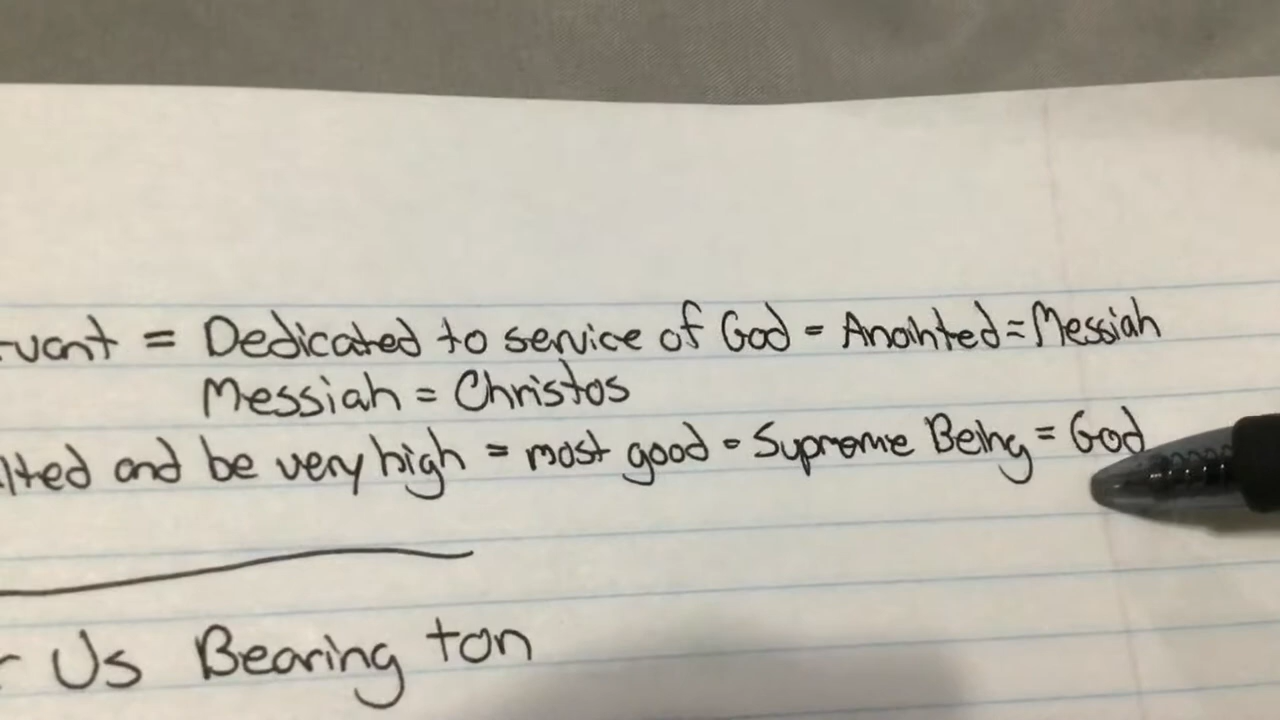 -vant = Dedicated to service of God = Anointed = Messiah
Messiah = Christos
lted and be very high = most good = Supreme Being = God
Us Bearing ton